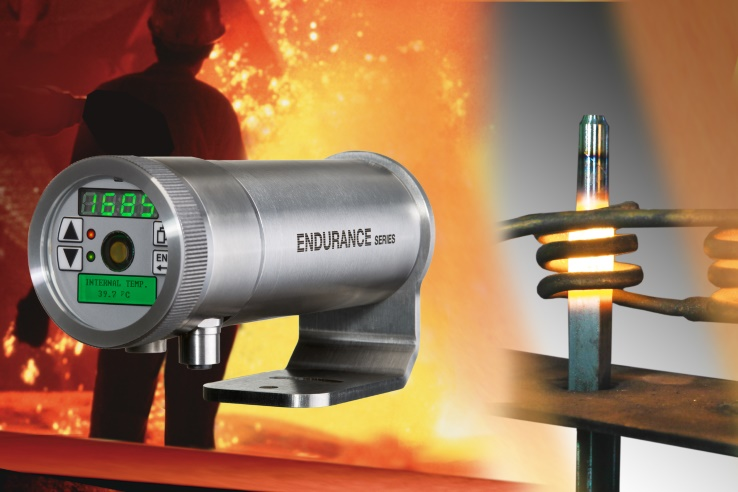 1685
EN
INTERNAL TEMP.
39.7 °C
ENDURANCE SERIES